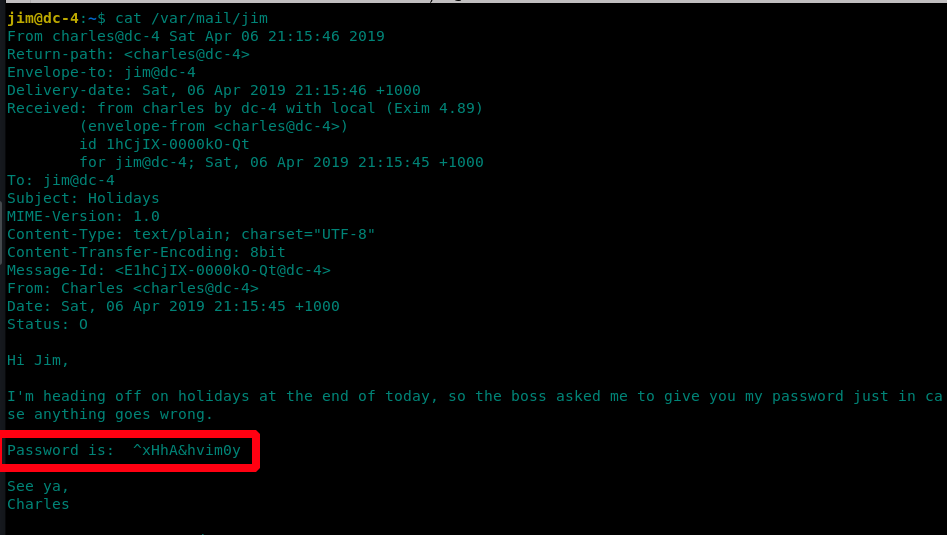 jim@dc-4:~$ cat /var/mail/jim
From charles@dc-4 Sat Apr 06 21:15:46 2019
Return-path: <charles@dc-4>
Envelope-to: jim@dc-4
Delivery-date: Sat, 06 Apr 2019 21:15:46 +1000
Received: from charles by dc-4 with local (Exim 4.89)
        (envelope-from <charles@dc-4>)
        id 1hCjIX-0000kO-Qt
        for jim@dc-4; Sat, 06 Apr 2019 21:15:45 +1000
To: jim@dc-4
Subject: Holidays
MIME-Version: 1.0
Content-Type: text/plain; charset="UTF-8"
Content-Transfer-Encoding: 8bit
Message-Id: <E1hCjIX-0000kO-Qt@dc-4>
From: Charles <charles@dc-4>
Date: Sat, 06 Apr 2019 21:15:45 +1000
Status: O

Hi Jim,

I'm heading off on holidays at the end of today, so the boss asked me to give you my password just in ca
se anything goes wrong.

Password is:  ^xHhA&hvim0y

See ya,
Charles